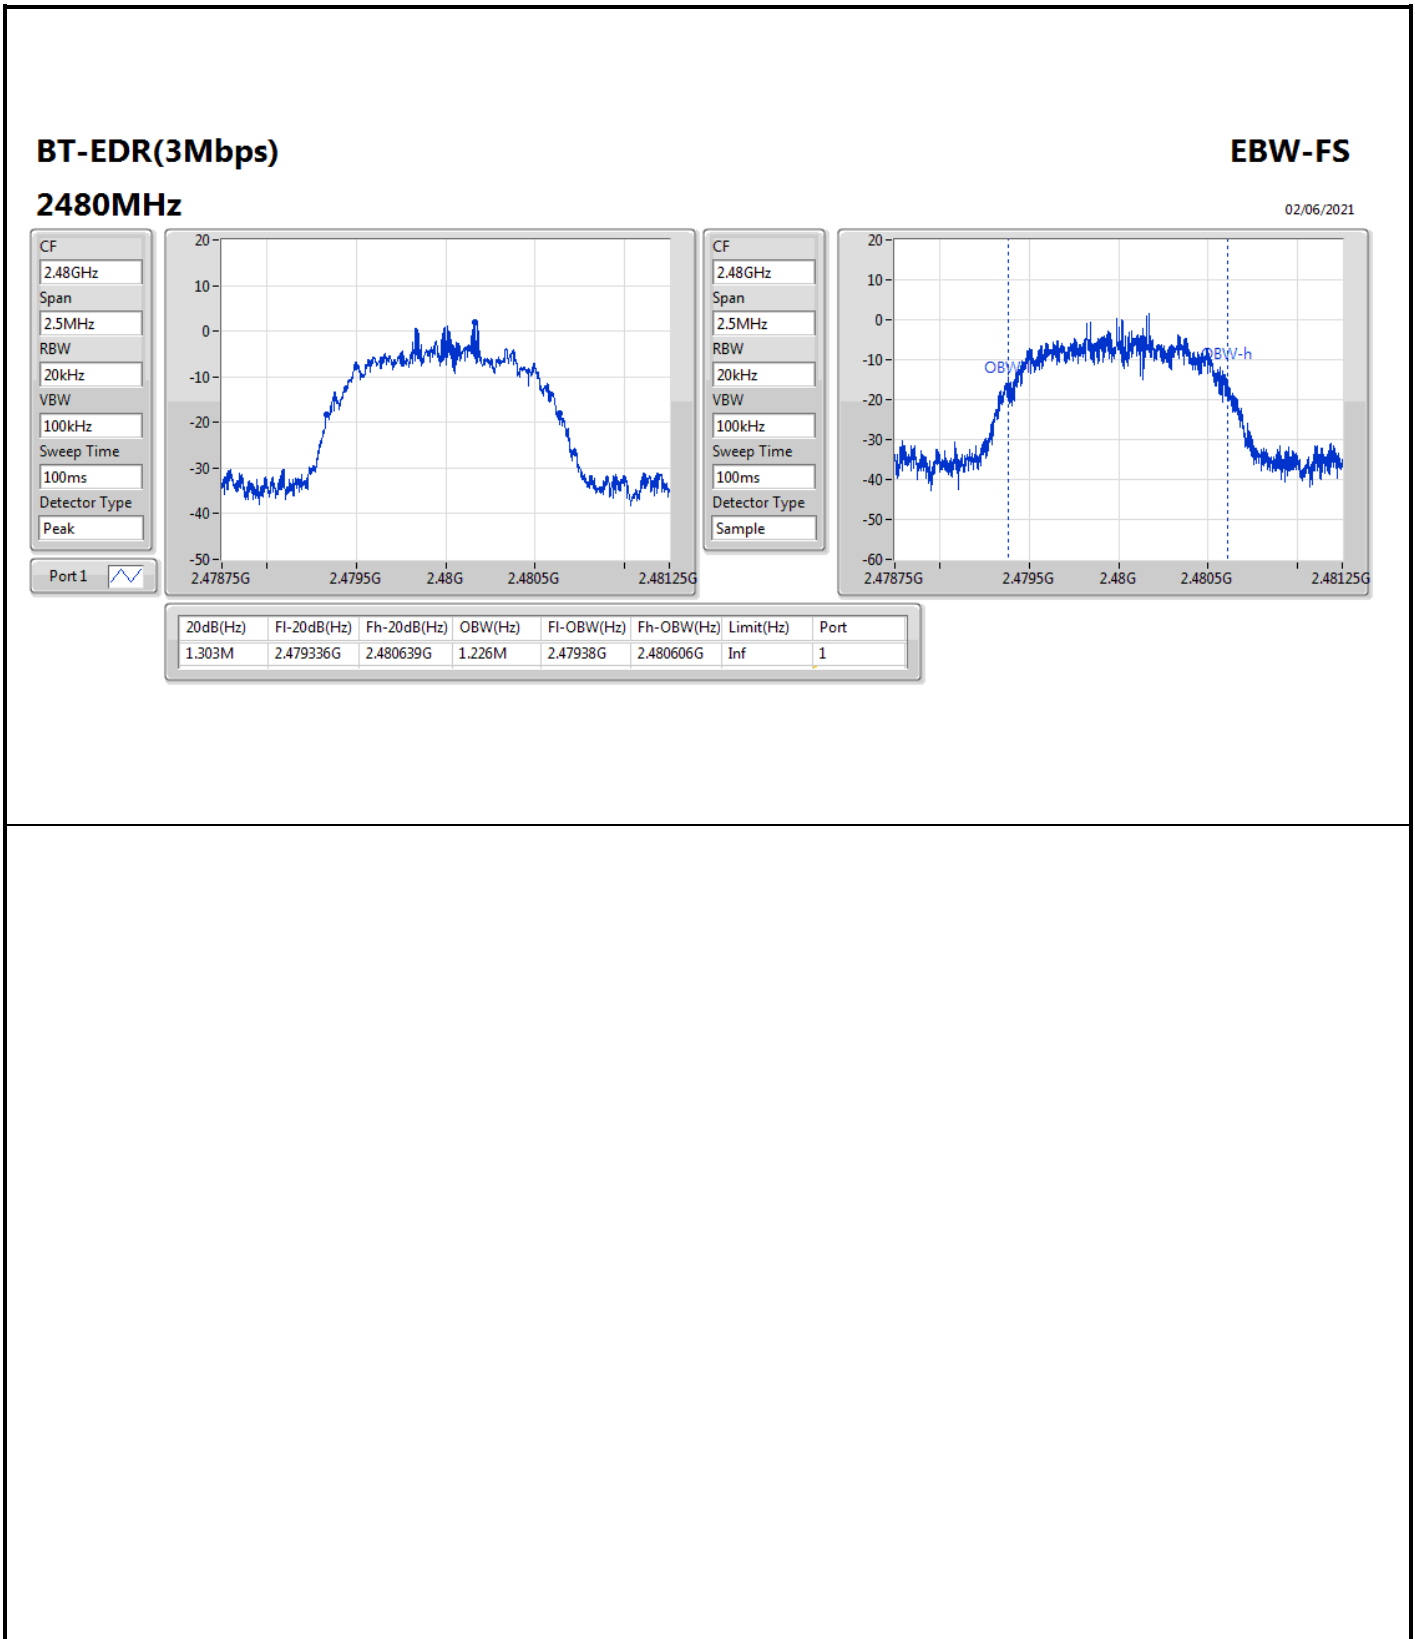 BT-EDR(3Mbps)
EBW-FS
2480MHz
02/06/2021
CF
2.48GHz
Span
2.5MHz
RBW
20kHz
VBW
100kHz
Sweep Time
100ms
Detector Type
Peak
Port 1
20
10
0
-10
-20
-30
-40
-50
2.47875G 2.4795G 2.48G 2.4805G 2.48125G
CF
2.48GHz
Span
2.5MHz
RBW
20kHz
VBW
100kHz
Sweep Time
100ms
Detector Type
Sample
20
10
0
-10
-20
-30
-40
-50
-60
OBW
OBW-h
2.47875G 2.4795G 2.48G 2.4805G 2.48125G
20dB(Hz) Fl-20dB(Hz) Fh-20dB(Hz) OBW(Hz) Fl-OBW(Hz) Fh-OBW(Hz) Limit(Hz) Port
1.303M 2.479336G 2.480639G 1.226M 2.47938G 2.480606G Inf 1